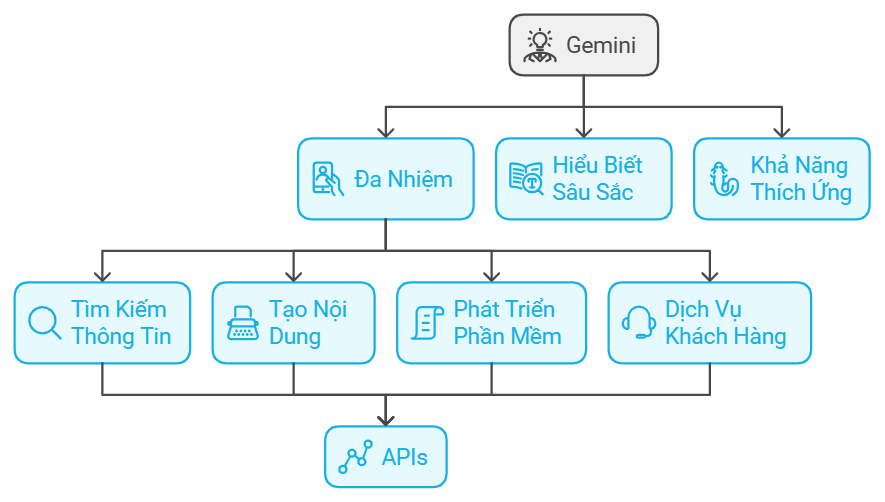 Gemini
Đa Nhiệm
Hiểu Biết
Sâu Sắc
Khả Năng
Thích Ứng
Tìm Kiếm
Thông Tin
Tạo Nội
Dung
Phát Triển
Phần Mềm
Dịch Vụ
Khách Hàng
APIs